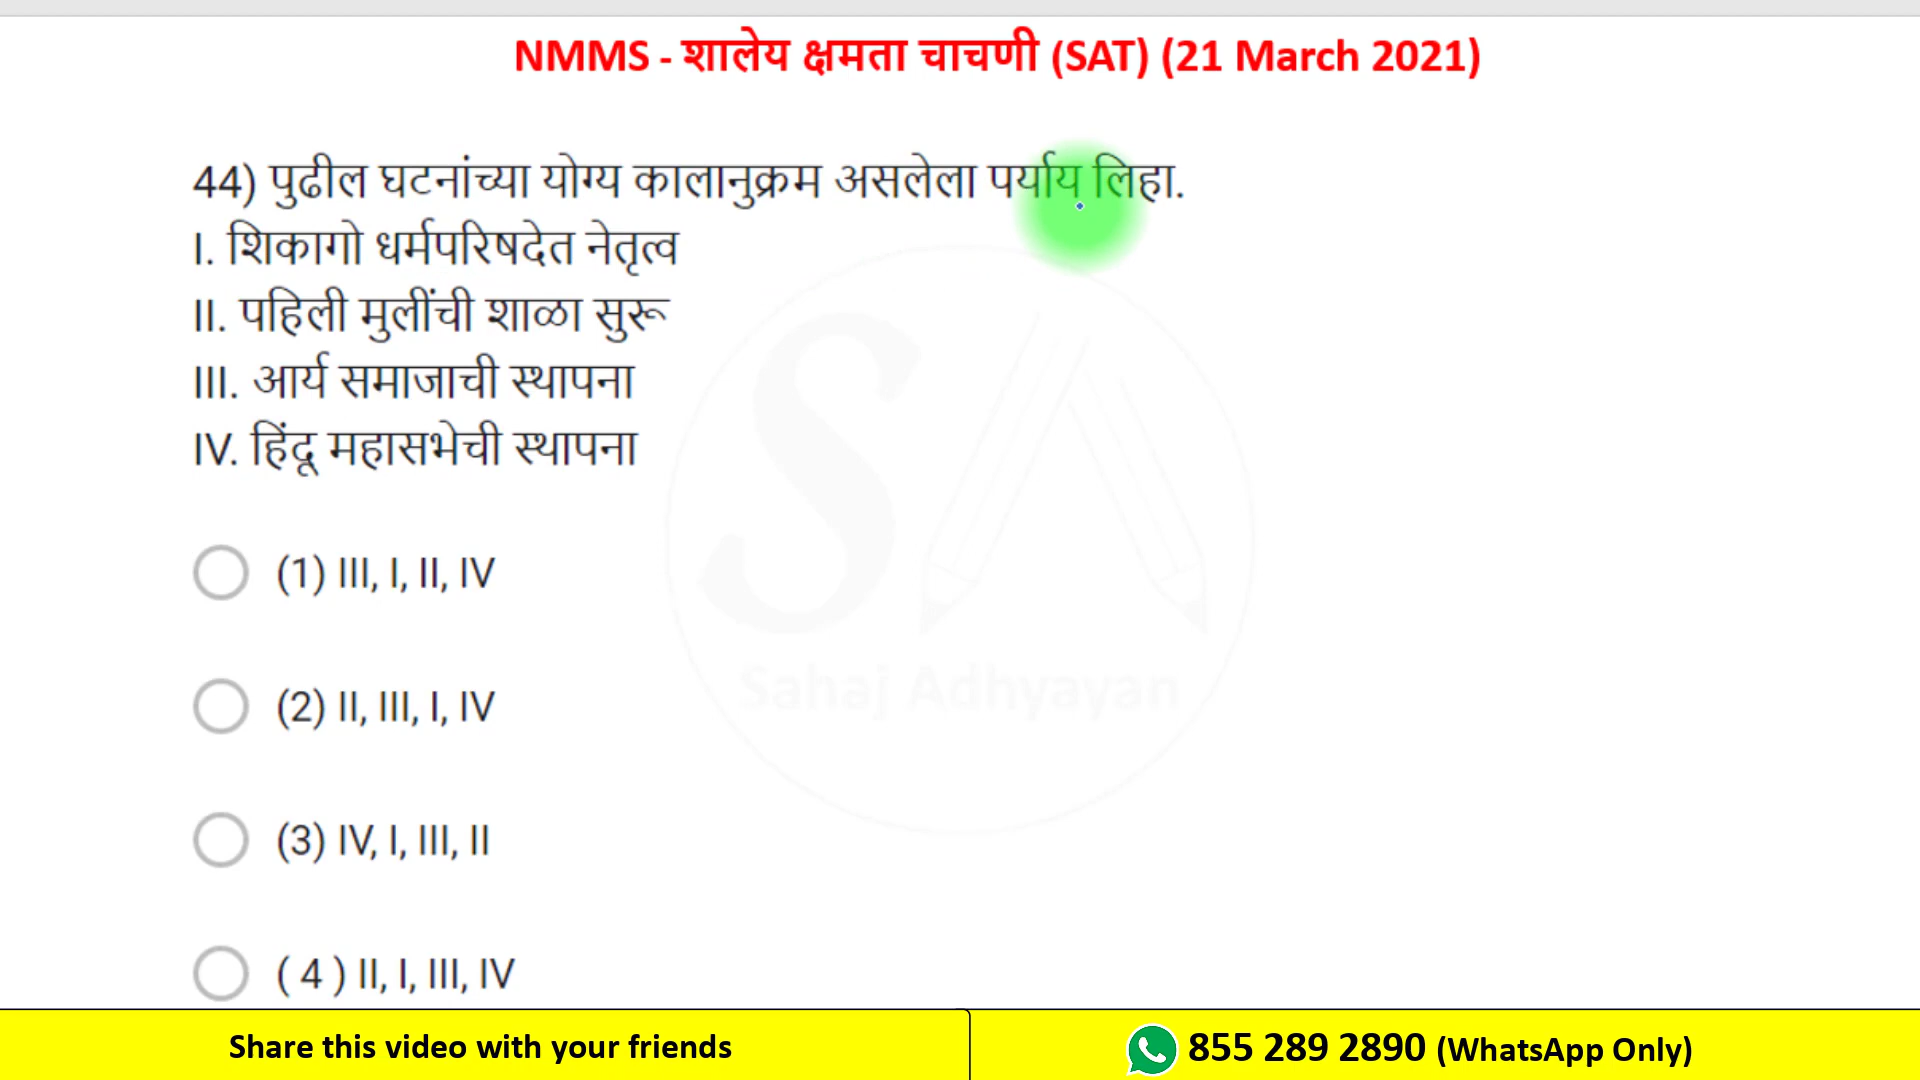 NMMS - शालेय क्षमता चाचणी (SAT) (21 March 2021)
44) पुढील घटनांच्या योग्य कालानुक्रम असलेला पर्याय लिहा.
I. शिकागो धर्मपरिषदेत नेतृत्व
II. पहिली मुलींची शाळा सुरू
III. आर्य समाजाची स्थापना
IV. हिंदू महासभेची स्थापना
(1) III, I, II, IV
(2) II, III, I, IV
Sahaj Adhyayan
(3) IV, I, III, II
( 4 ) II, I, III, IV
Share this video with your friends
855 289 2890 (WhatsApp Only)